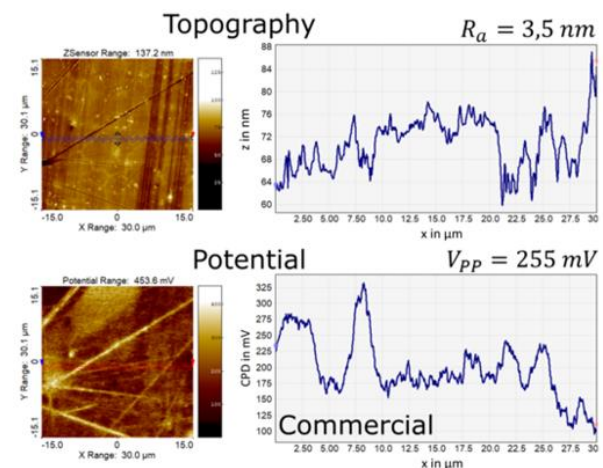 Topography
R_a = 3,5 nm
ZSensor Range: 137.2 nm
Y Range: 30.1 µm
15.1
0
-15.1
-15.0 0 15.0
X Range: 30.0 µm
z in nm
88
84
80
76
72
68
64
60
2.50 5.00 7.50 10.0 12.5 15.0 17.5 20.0 22.5 25.0 27.5 30
x in µm
Potential
V_PP = 255 mV
Potential Range: 453.6 mV
Y Range: 30.1 µm
15.1
0
-15.1
-15.0 0 15.0
X Range: 30.0 µm
CPD in mV
325
300
275
250
225
200
175
150
125
100
Commercial
2.50 5.00 7.50 10.0 12.5 15.0 17.5 20.0 22.5 25.0 27.5 30
x in µm